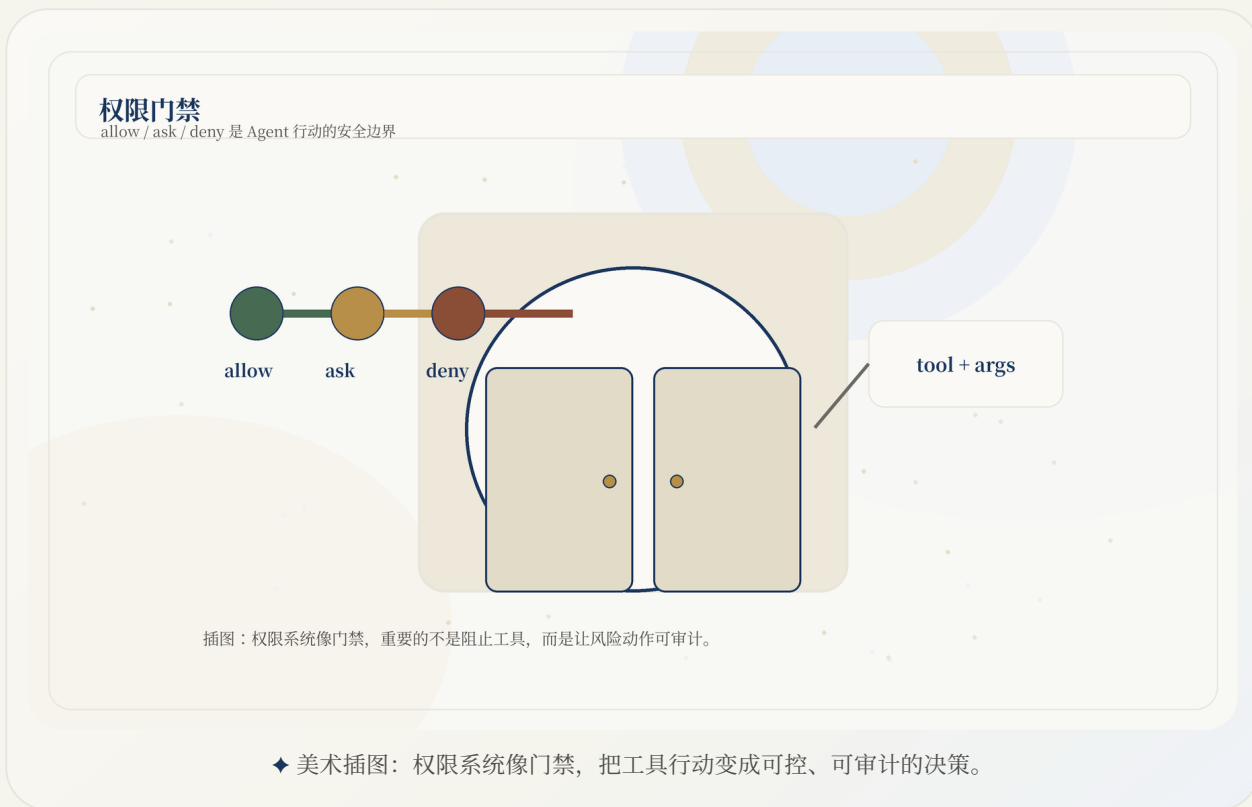 权限门禁
allow / ask / deny 是 Agent 行动的安全边界
allow
ask
deny
tool + args
插图：权限系统像门禁，重要的不是阻止工具，而是让风险动作可审计。
✦ 美术插图：权限系统像门禁，把工具行动变成可控、可审计的决策。